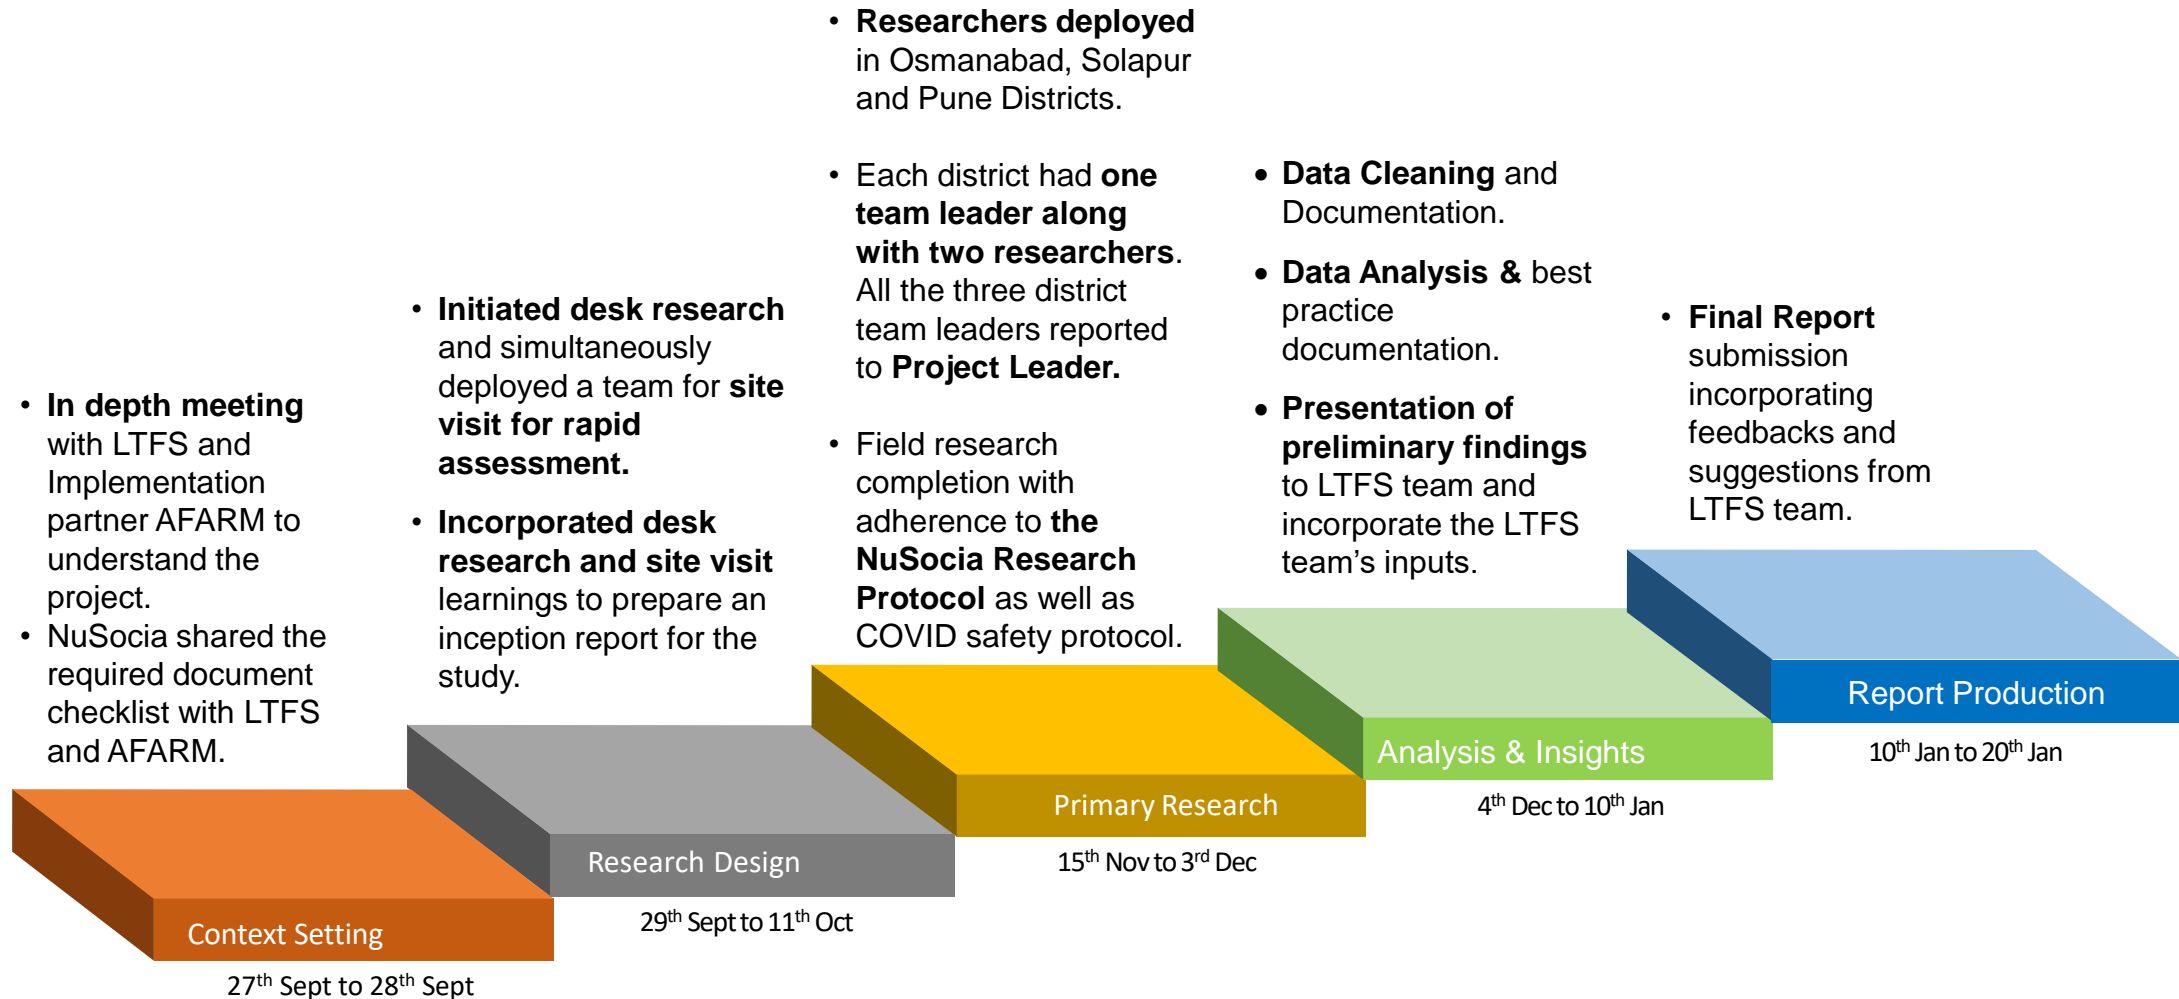 • In depth meeting
with LTFS and
Implementation
partner AFARM to
understand the
project.
• NuSocia shared the
required document
checklist with LTFS
and AFARM.
Context Setting
27th Sept to 28th Sept
• Initiated desk research
and simultaneously
deployed a team for site
visit for rapid
assessment.
• Incorporated desk
research and site visit
learnings to prepare an
inception report for the
study.
Research Design
29th Sept to 11th Oct
• Researchers deployed
in Osmanabad, Solapur
and Pune Districts.
• Each district had one
team leader along
with two researchers.
All the three district
team leaders reported
to Project Leader.
• Field research
completion with
adherence to the
NuSocia Research
Protocol as well as
COVID safety protocol.
Primary Research
15th Nov to 3rd Dec
• Data Cleaning and
Documentation.
• Data Analysis & best
practice
documentation.
• Presentation of
preliminary findings
to LTFS team and
incorporate the LTFS
team’s inputs.
Analysis & Insights
4th Dec to 10th Jan
• Final Report
submission
incorporating
feedbacks and
suggestions from
LTFS team.
Report Production
10th Jan to 20th Jan